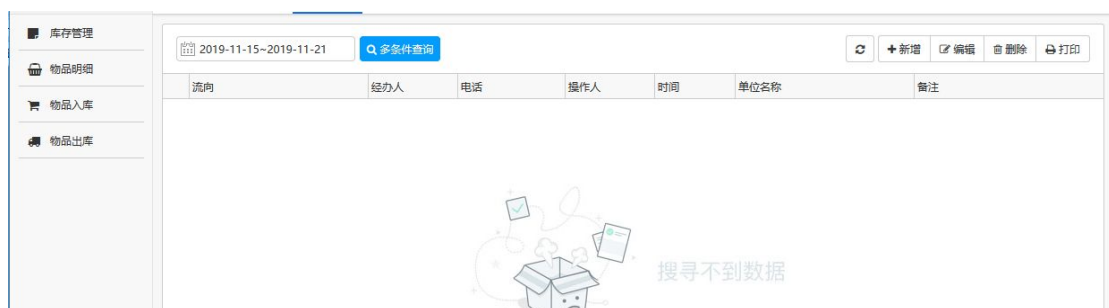 库存管理
物品明细
物品入库
物品出库
2019-11-15~2019-11-21 多条件查询 新增 编辑 删除 打印
流向 经办人 电话 操作人 时间 单位名称 备注
搜寻不到数据